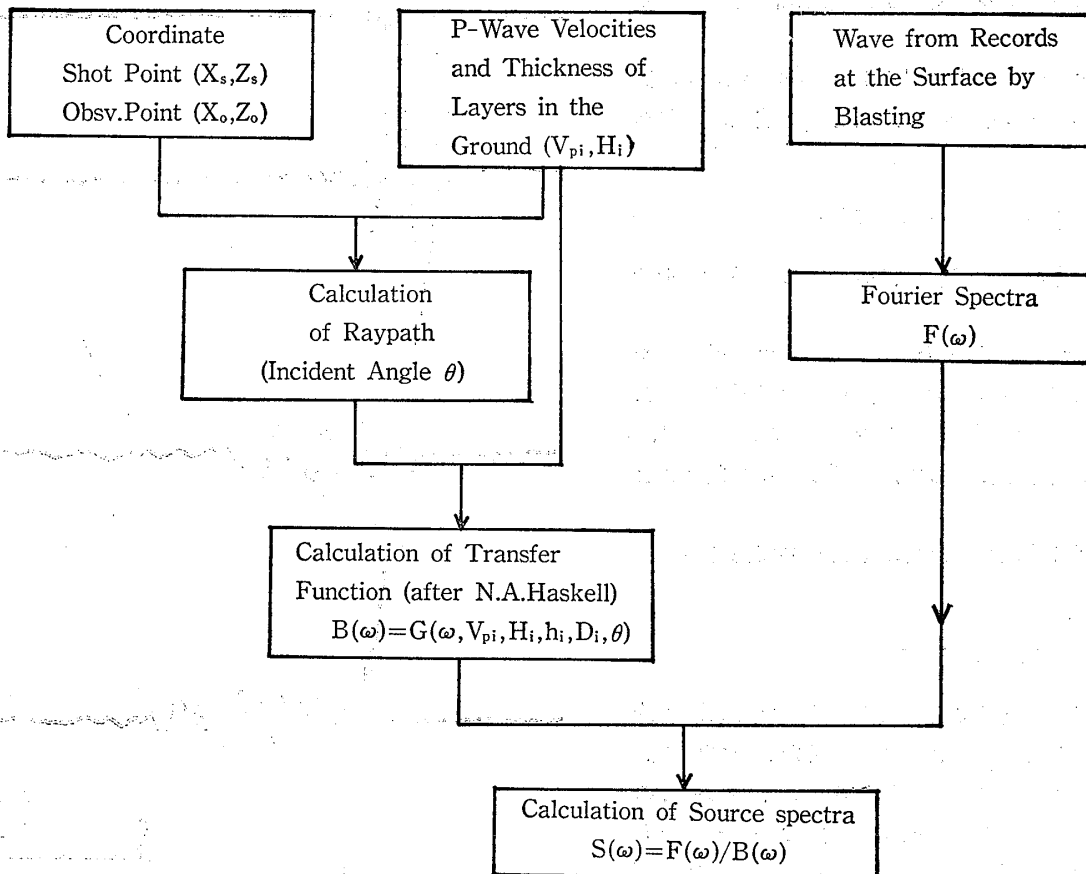 Coordinate
Shot Point (Xs,Zs)
Obsv.Point (Xo,Zo)
P-Wave Velocities
and Thickness of
Layers in the
Ground (Vpi,Hi)
Wave from Records
at the Surface by
Blasting
Calculation
of Raypath
(Incident Angle θ)
Fourier Spectra
F(ω)
Calculation of Transfer
Function (after N.A.Haskell)
B(ω)=G(ω,Vpi,Hi,hi,Di,θ)
Calculation of Source spectra
S(ω)=F(ω)/B(ω)